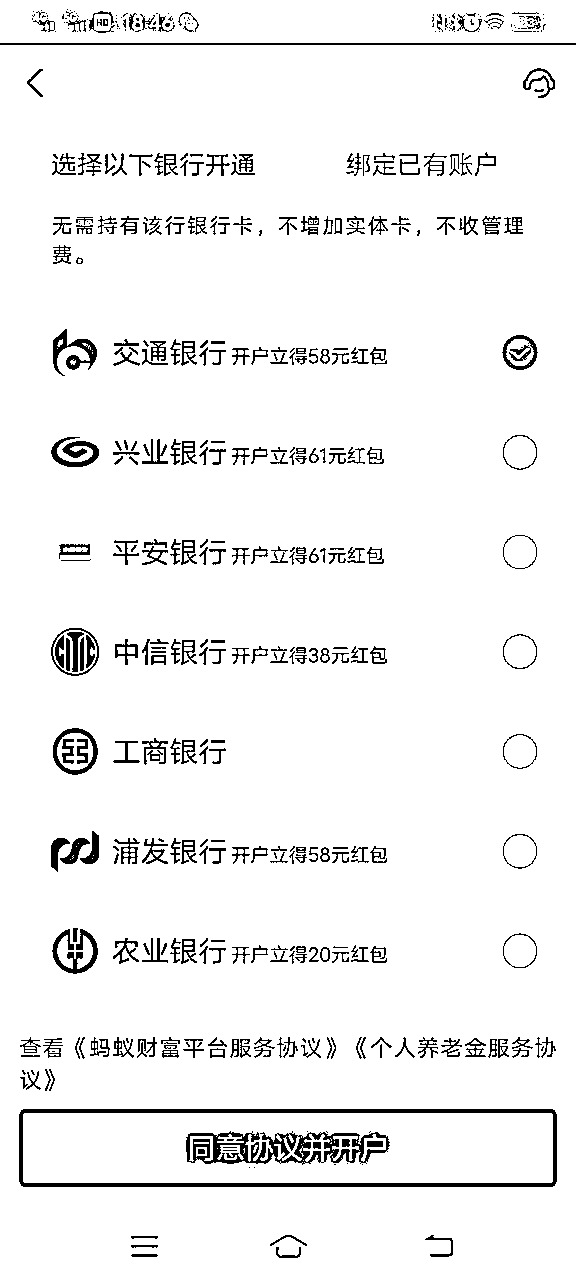 HD 18:46
选择以下银行开通 绑定已有账户
无需持有该行银行卡，不增加实体卡，不收管理
费。
交通银行 开户立得58元红包
兴业银行 开户立得61元红包
平安银行 开户立得61元红包
中信银行 开户立得38元红包
工商银行
浦发银行 开户立得58元红包
农业银行 开户立得20元红包
查看《蚂蚁财富平台服务协议》《个人养老金服务协
议》
同意协议并开户